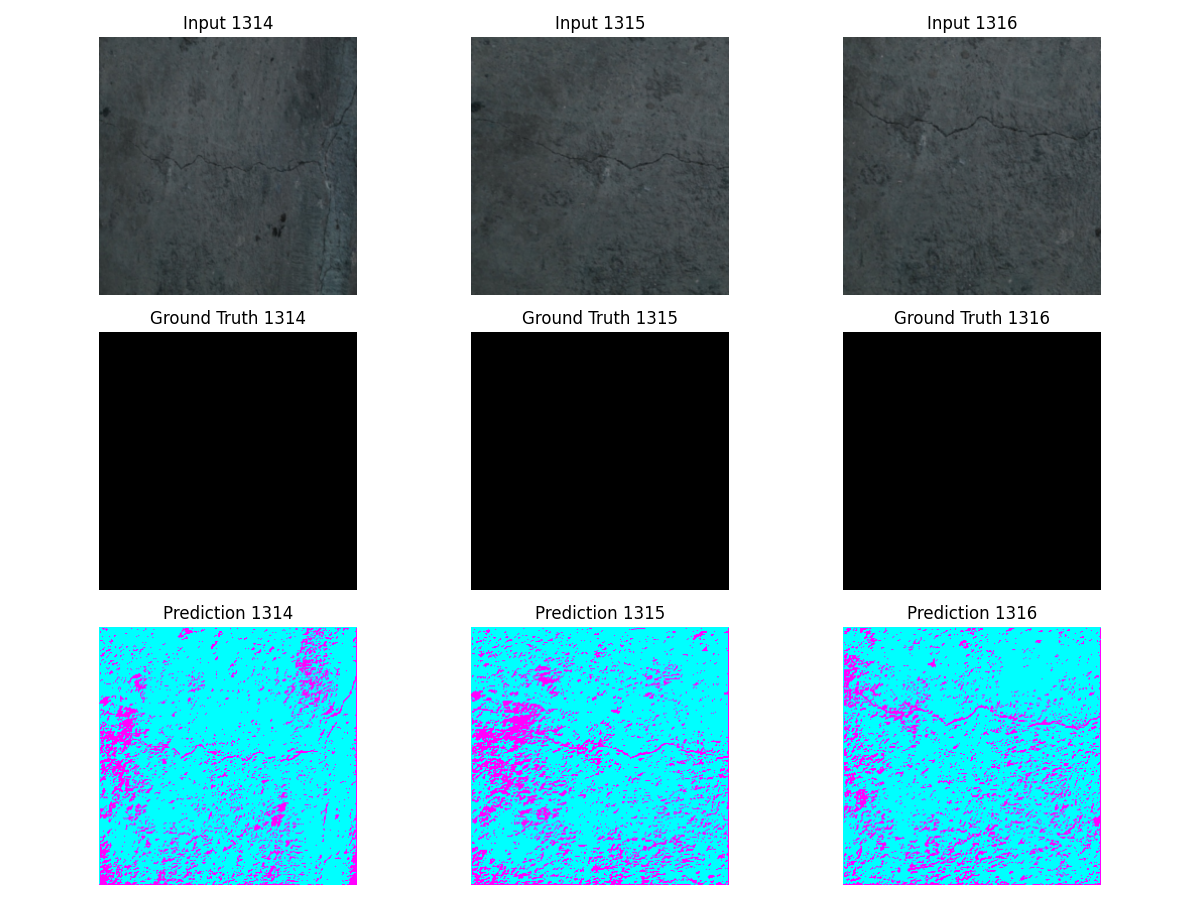 Input 1314
Input 1315
Input 1316
Ground Truth 1314
Ground Truth 1315
Ground Truth 1316
Prediction 1314
Prediction 1315
Prediction 1316